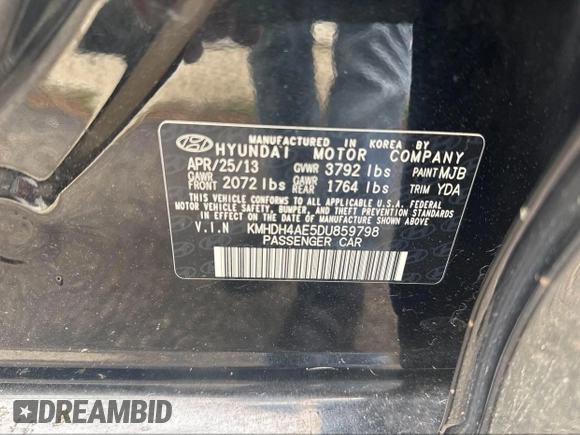 MANUFACTURED IN KOREA BY
HYUNDAI MOTOR COMPANY
APR/25/13 GVWR 3792 lbs PAINT MJB
GAWR FRONT 2072 lbs GAWR REAR 1764 lbs TRIM YDA
THIS VEHICLE CONFORMS TO ALL APPLICABLE U.S.A. FEDERAL
MOTOR VEHICLE SAFETY, BUMPER, AND THEFT PREVENTION STANDARDS
IN EFFECT ON THE DATE OF MANUFACTURE SHOWN ABOVE.
V.I.N KMHDH4AE5DU859798
PASSENGER CAR
DREAMBID